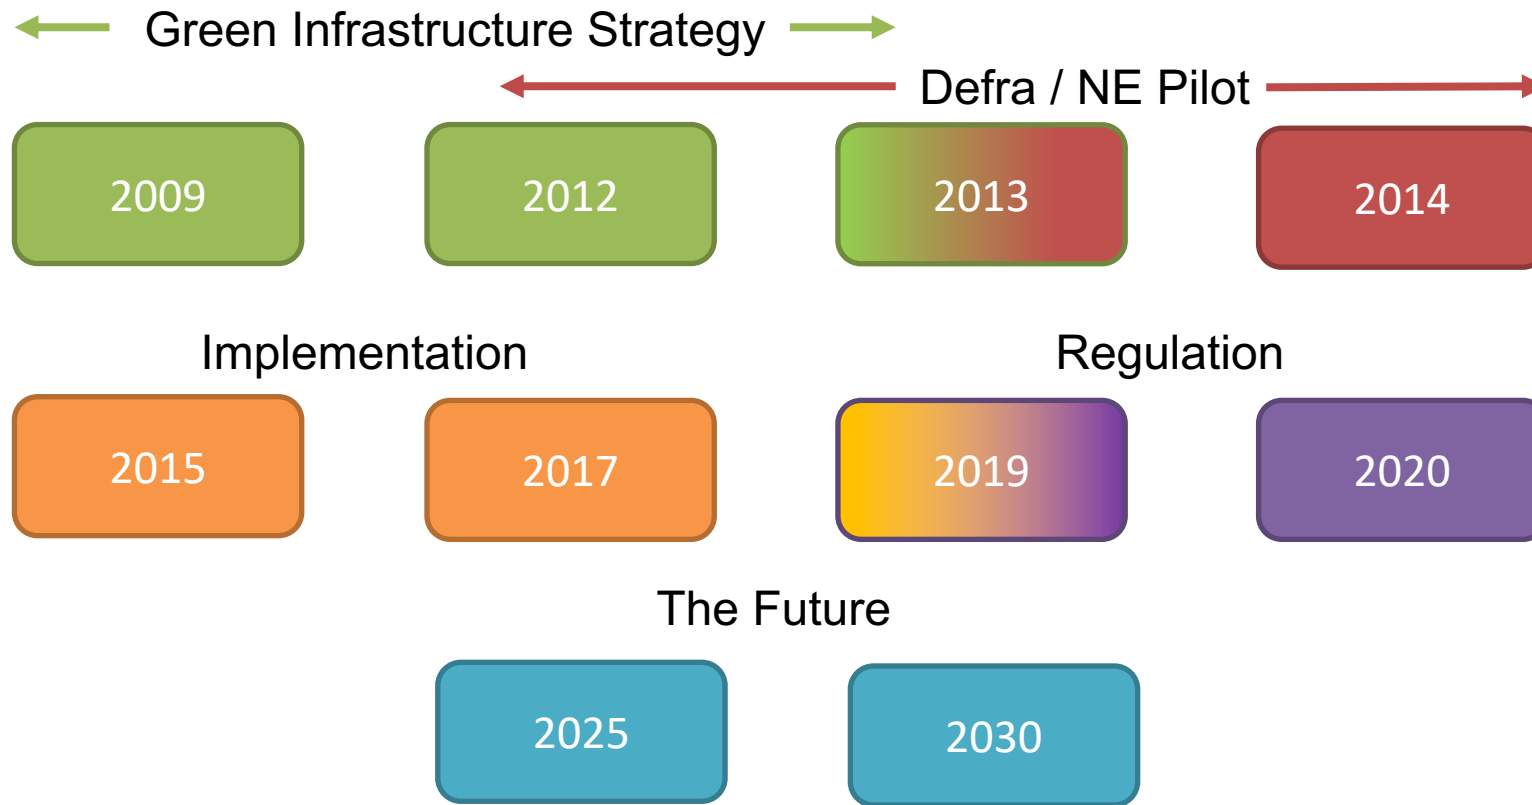 Green Infrastructure Strategy
Defra / NE Pilot
2009
2012
2013
2014
Implementation
Regulation
2015
2017
2019
2020
The Future
2025
2030